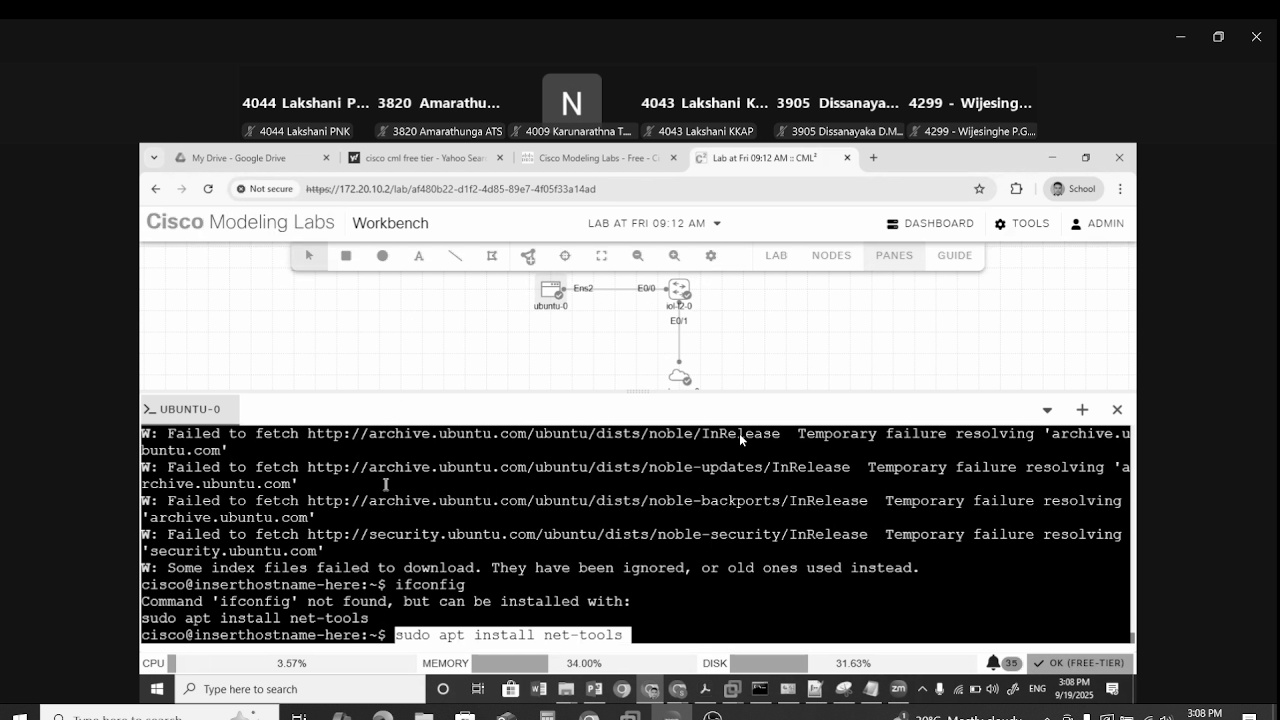 4044 Lakshani P... 3820 Amarathu... N 4043 Lakshani K... 3905 Dissanaya... 4299 - Wijesing...
4044 Lakshani PNK 3820 Amarathunga ATS 4009 Karunarathna T... 4043 Lakshani KKAP 3905 Dissanayaka D.M... 4299 - Wijesinghe P.G....
My Drive - Google Drive cisco cml free tier - Yahoo Sear Cisco Modeling Labs - Free - Ci Lab at Fri 09:12 AM :: CML²
Not secure https://172.20.10.2/lab/af480b22-d1f2-4d85-89e7-4f05f33a14ad School
Cisco Modeling Labs Workbench LAB AT FRI 09:12 AM DASHBOARD TOOLS ADMIN
A LAB NODES PANES GUIDE
Ens2 E0/0
ubuntu-0 iol-l2-0
E0/1
UBUNTU-0
W: Failed to fetch http://archive.ubuntu.com/ubuntu/dists/noble/InRelease  Temporary failure resolving 'archive.u
buntu.com'
W: Failed to fetch http://archive.ubuntu.com/ubuntu/dists/noble-updates/InRelease  Temporary failure resolving 'a
rchive.ubuntu.com'
W: Failed to fetch http://archive.ubuntu.com/ubuntu/dists/noble-backports/InRelease  Temporary failure resolving
'archive.ubuntu.com'
W: Failed to fetch http://security.ubuntu.com/ubuntu/dists/noble-security/InRelease  Temporary failure resolving
'security.ubuntu.com'
W: Some index files failed to download. They have been ignored, or old ones used instead.
cisco@inserthostname-here:~$ ifconfig
Command 'ifconfig' not found, but can be installed with:
sudo apt install net-tools
cisco@inserthostname-here:~$ sudo apt install net-tools
CPU 3.57% MEMORY 34.00% DISK 31.63% 35 OK (FREE-TIER)
Type here to search ENG 3:08 PM
9/19/2025
Type here to search Mostly cloudy 3:08 PM